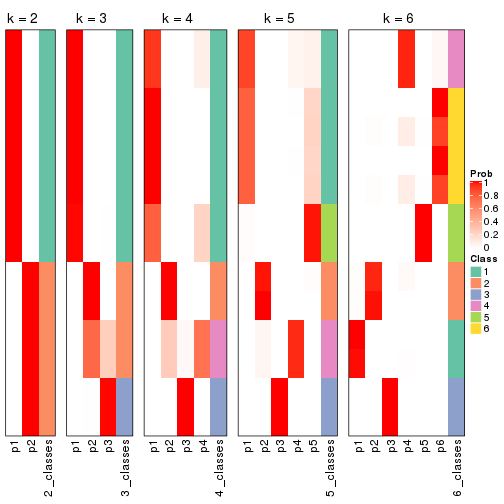 k = 2
k = 3
k = 4
k = 5
k = 6
Prob
1
0.8
0.6
0.4
0.2
0
Class
1
2
3
4
5
6
p1
p2
2_classes
p1
p2
p3
3_classes
p1
p2
p3
p4
4_classes
p1
p2
p3
p4
p5
5_classes
p1
p2
p3
p4
p5
p6
6_classes